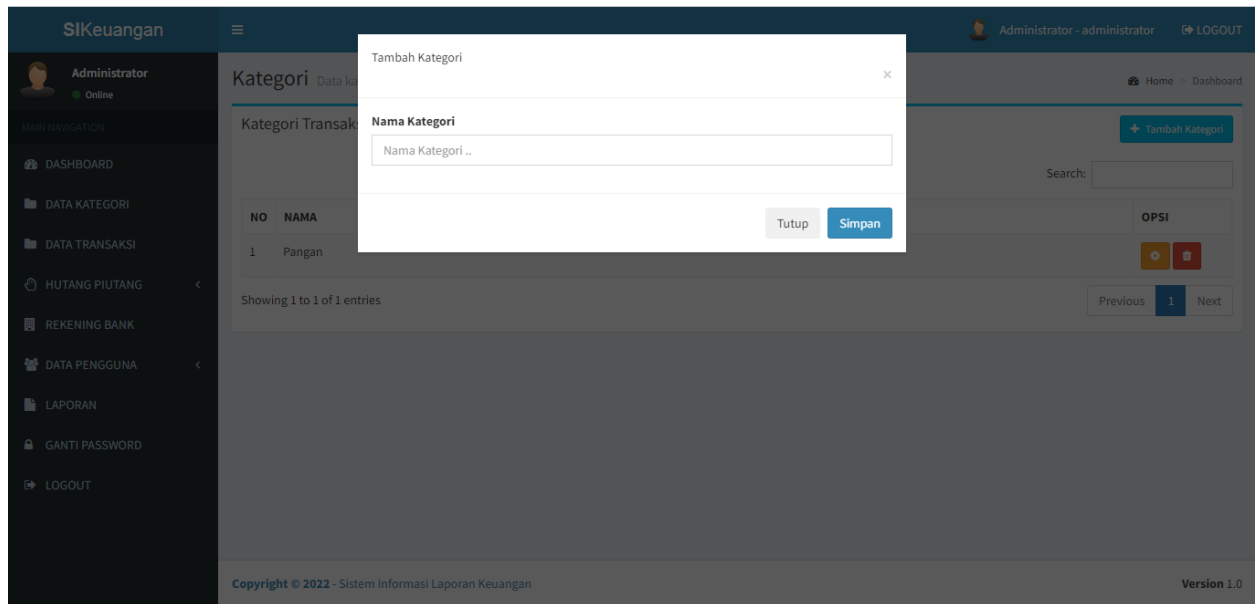 SIKeuangan
Administrator - administrator LOGOUT
Administrator
Online
MAIN NAVIGATION
DASHBOARD
DATA KATEGORI
DATA TRANSAKSI
HUTANG PIUTANG
REKENING BANK
DATA PENGGUNA
LAPORAN
GANTI PASSWORD
LOGOUT
Kategori Data
Home > Dashboard
Kategori
Tambah Kategori
Search:
NO NAMA OPSI
1 Pangan
Showing 1 to 1 of 1 entries
Previous 1 Next
Tambah Kategori
×
Nama Kategori
Nama Kategori ..
Tutup Simpan
Copyright © 2022 - Sistem Informasi Laporan Keuangan
Version 1.0